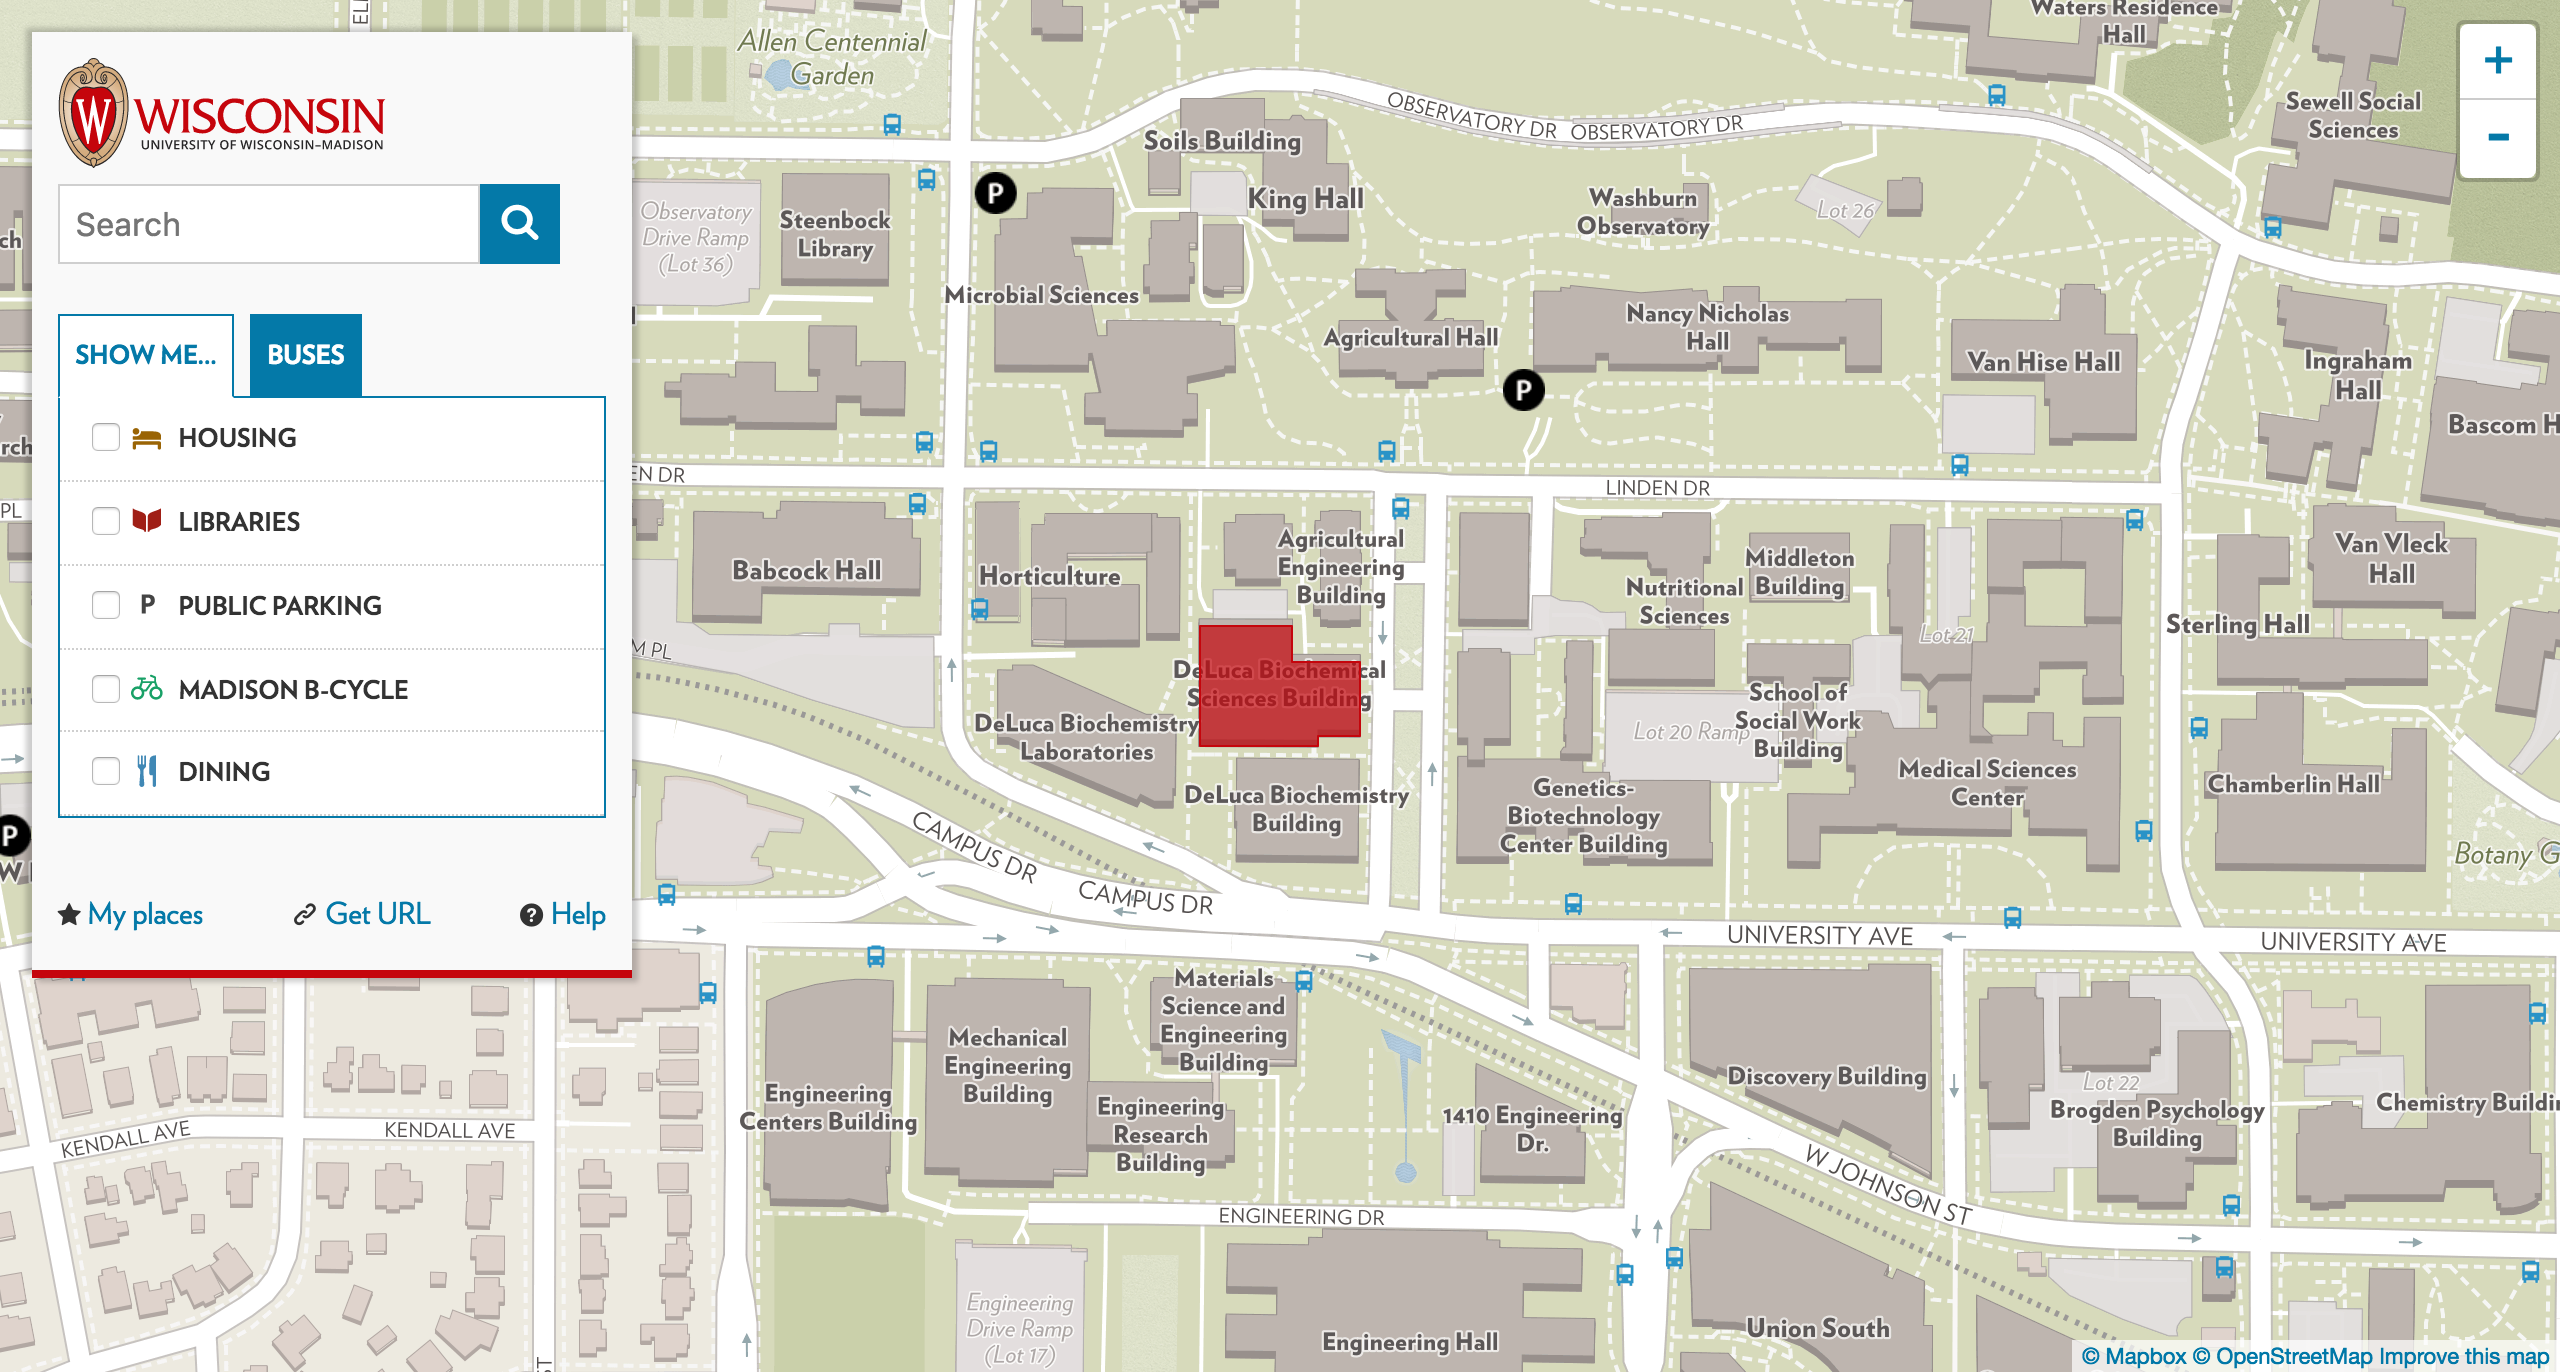 WISCONSIN
UNIVERSITY OF WISCONSIN–MADISON
Search
SHOW ME...
BUSES
HOUSING
LIBRARIES
P PUBLIC PARKING
MADISON B-CYCLE
DINING
My places
Get URL
Help
Allen Centennial
Garden
Waters Residence
Hall
Sewell Social
Sciences
OBSERVATORY DR
OBSERVATORY DR
Soils Building
King Hall
Washburn
Observatory
Lot 26
Observatory
Drive Ramp
(Lot 36)
Steenbock
Library
P
Microbial Sciences
Agricultural Hall
Nancy Nicholas
Hall
Van Hise Hall
Ingraham
Hall
Bascom H
P
EN DR
LINDEN DR
Babcock Hall
Horticulture
Agricultural
Engineering
Building
Nutritional
Sciences
Middleton
Building
Lot 21
Van Vleck
Hall
Sterling Hall
M PL
DeLuca Biochemical
Sciences Building
DeLuca Biochemistry
Laboratories
DeLuca Biochemistry
Building
Lot 20 Ramp
School of
Social Work
Building
Genetics-
Biotechnology
Center Building
Medical Sciences
Center
Chamberlin Hall
Botany G
P
CAMPUS DR
CAMPUS DR
UNIVERSITY AVE
UNIVERSITY AVE
Materials
Science and
Engineering
Building
Mechanical
Engineering
Building
Engineering
Centers Building
Engineering
Research
Building
1410 Engineering
Dr.
Discovery Building
Lot 22
Brogden Psychology
Building
Chemistry Buildin
KENDALL AVE
KENDALL AVE
W JOHNSON ST
ENGINEERING DR
Engineering
Drive Ramp
(Lot 17)
Engineering Hall
Union South
PL
ch
rch
W
ST
+
-
© Mapbox © OpenStreetMap Improve this map